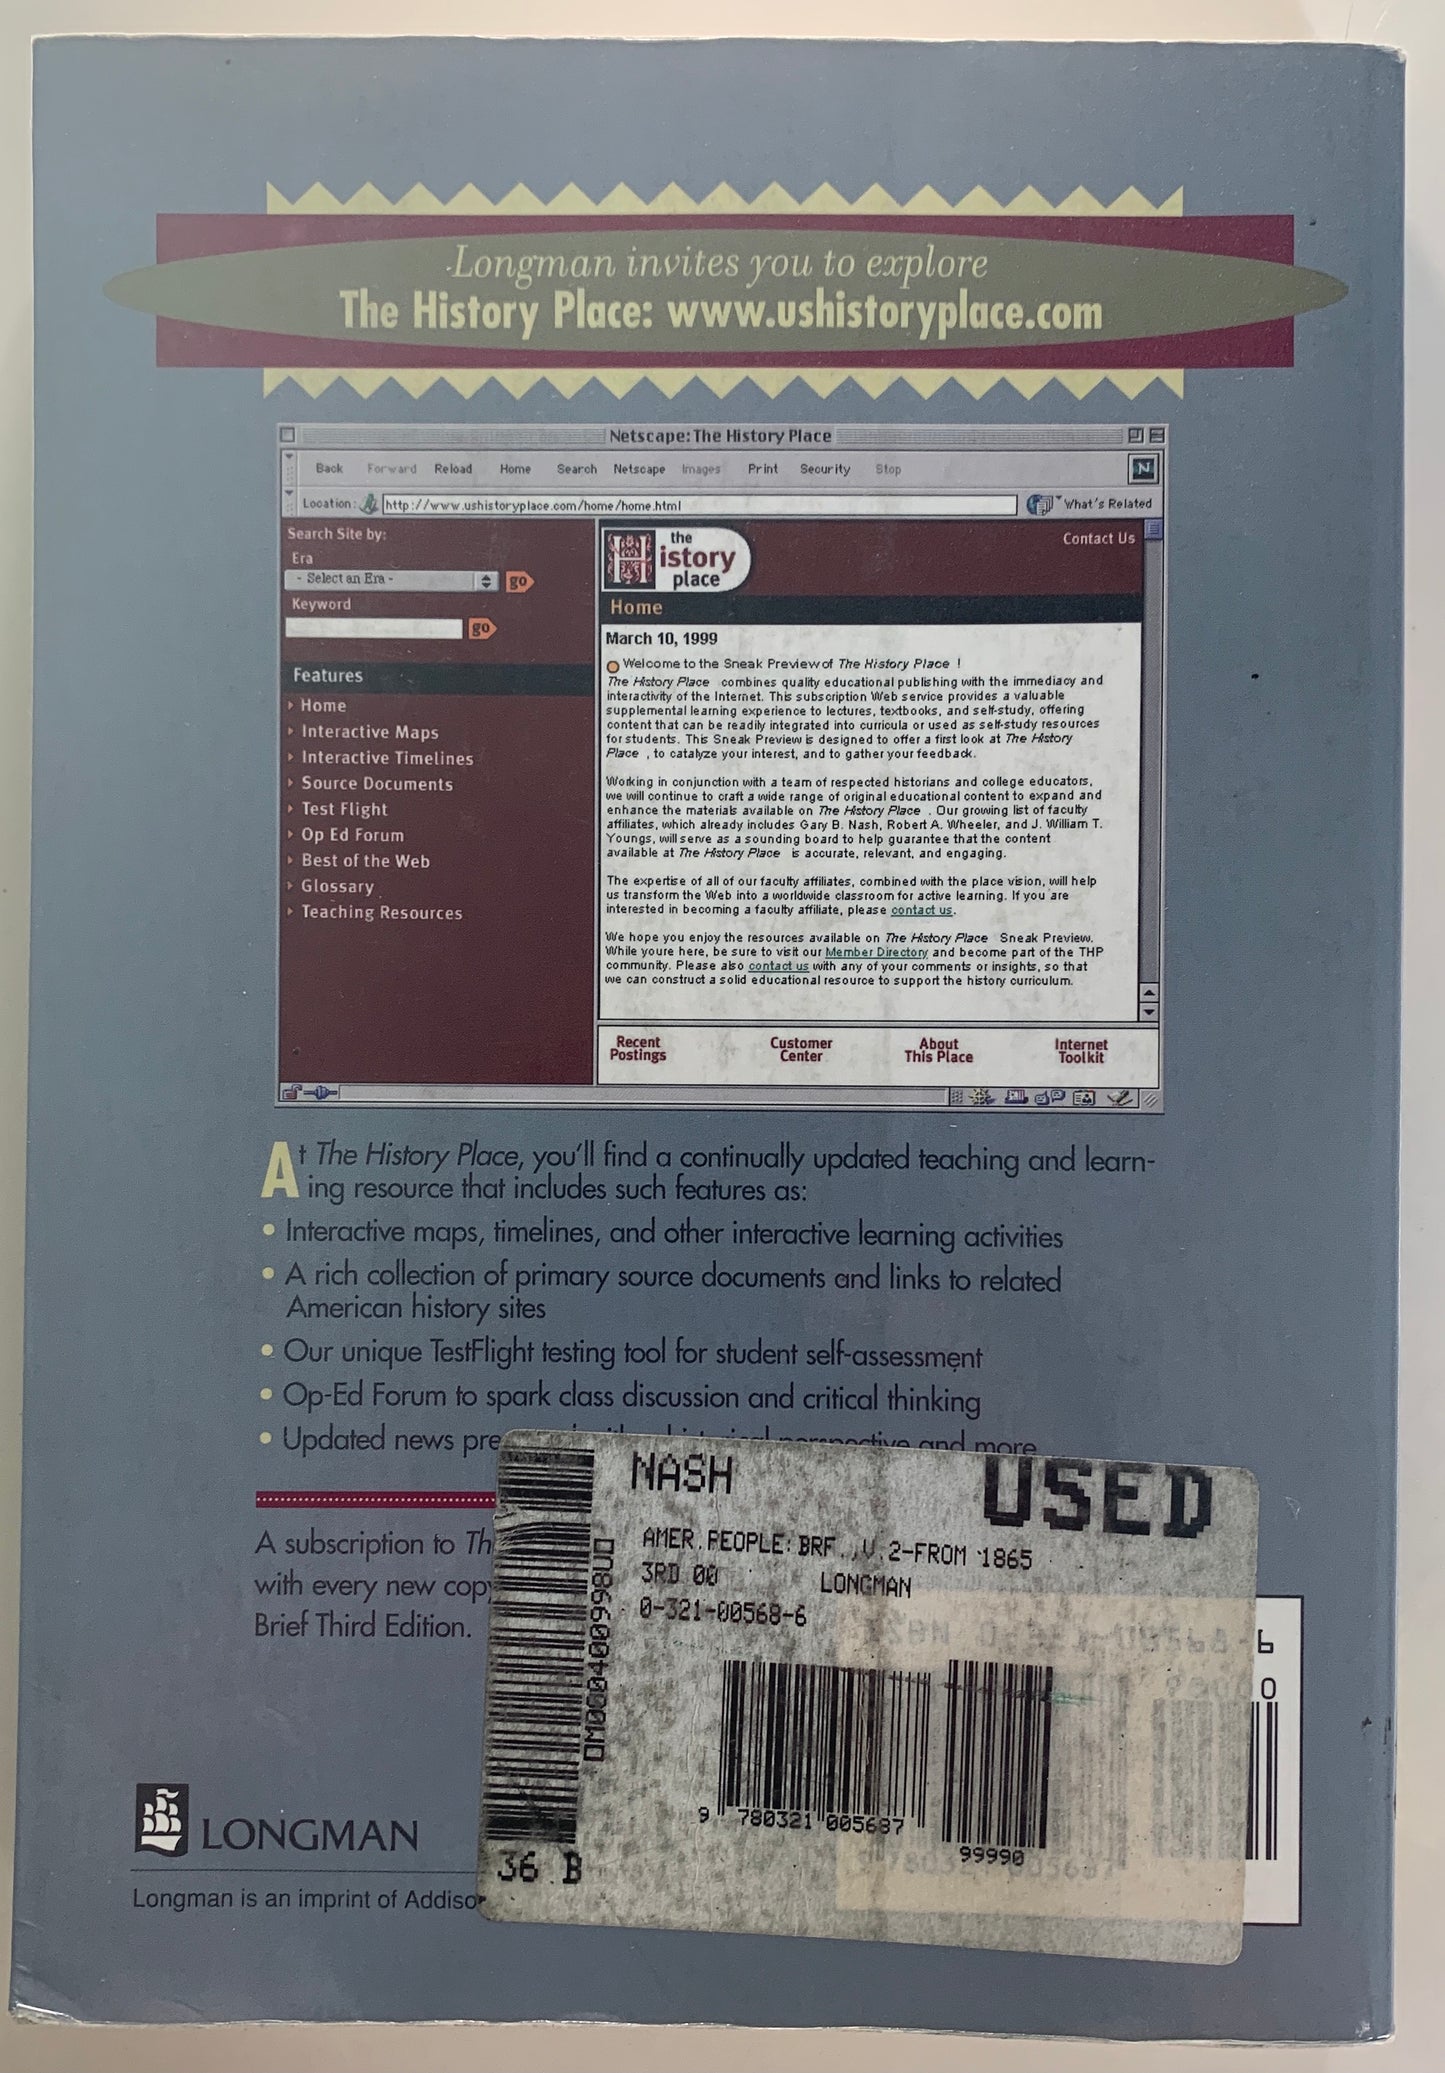 Longman invites you to explore
The History Place: www.ushistoryplace.com
Netscape: The History Place
Back Forward Reload Home Search Netscape Images Print Security Stop
N
Location: http://www.ushistoryplace.com/home/home.html What's Related
Search Site by:
Era
- Select an Era - go
Keyword
go
Features
Home
Interactive Maps
Interactive Timelines
Source Documents
Test Flight
Op Ed Forum
Best of the Web
Glossary
Teaching Resources
the
History
place
Contact Us
Home
March 10, 1999
Welcome to the Sneak Preview of The History Place !
The History Place combines quality educational publishing with the immediacy and
interactivity of the Internet. This subscription Web service provides a valuable
supplemental learning experience to lectures, textbooks, and self-study, offering
content that can be readily integrated into curricula or used as self-study resources
for students. This Sneak Preview is designed to offer a first look at The History
Place , to catalyze your interest, and to gather your feedback.
Working in conjunction with a team of respected historians and college educators,
we will continue to craft a wide range of original educational content to expand and
enhance the materials available on The History Place . Our growing list of faculty
affiliates, which already includes Gary B. Nash, Robert A. Wheeler, and J. William T.
Youngs, will serve as a sounding board to help guarantee that the content
available at The History Place is accurate, relevant, and engaging.
The expertise of all of our faculty affiliates, combined with the place vision, will help
us transform the Web into a worldwide classroom for active learning. If you are
interested in becoming a faculty affiliate, please contact us.
We hope you enjoy the resources available on The History Place Sneak Preview.
While youre here, be sure to visit our Member Directory and become part of the THP
community. Please also contact us with any of your comments or insights, so that
we can construct a solid educational resource to support the history curriculum.
Recent
Postings
Customer
Center
About
This Place
Internet
Toolkit
At The History Place, you'll find a continually updated teaching and learn-
ing resource that includes such features as:
• Interactive maps, timelines, and other interactive learning activities
• A rich collection of primary source documents and links to related
American history sites
• Our unique TestFlight testing tool for student self-assessment
• Op-Ed Forum to spark class discussion and critical thinking
• Updated news pre perspective and more
A subscription to Th
with every new copy
Brief Third Edition.
LONGMAN
Longman is an imprint of Addiso
NASH USED
AMER.PEOPLE:BRF.,V.2-FROM 1865
3RD 00 LONGMAN
0-321-00568-6
0M0C0400998UO
9 780321 005687
99990
36 B
6
0